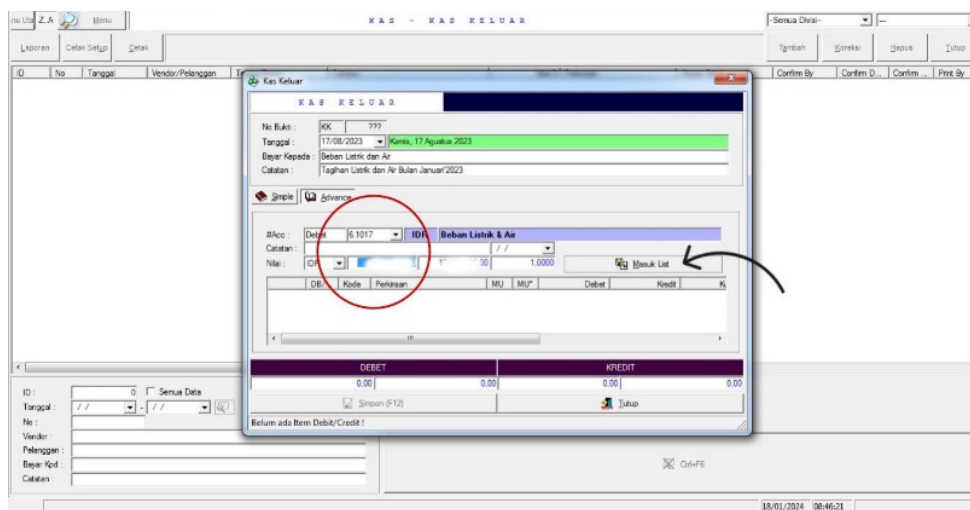 nu Uta Z.A Menu KAS - KAS KELUAR -Semua Divisi- --
Laporan Cetak Setup Cetak Tambah Koreksi Hapus Tutup
ID No Tanggal Vendor/Pelanggan Confirm By Confirm D... Confirm ... Print By
Kas Keluar
KAS KELUAR
No Bukti : KK ???
Tanggal : 17/08/2023 Kamis, 17 Agustus 2023
Bayar Kepada : Beban Listrik dan Air
Catatan : Tagihan Listrik dan Air Bulan Januari'2023
Simple Advance
#Acc : Debet 6.1017 IDR Beban Listrik & Air
Catatan : / /
Nilai : IDR 1,0000 Masuk List
DB/ Kode Perkiraan MU MU* Debet Kredit
DEBET KREDIT
0.00 0.00 0.00 0.00
Simpan (F12) Tutup
Belum ada Item Debit/Credit !
ID : 0 Semua Data
Tanggal : / / - / /
No :
Vendor :
Pelanggan :
Bayar Kpd :
Catatan :
Ctrl+F6
18/01/2024 08:46:21